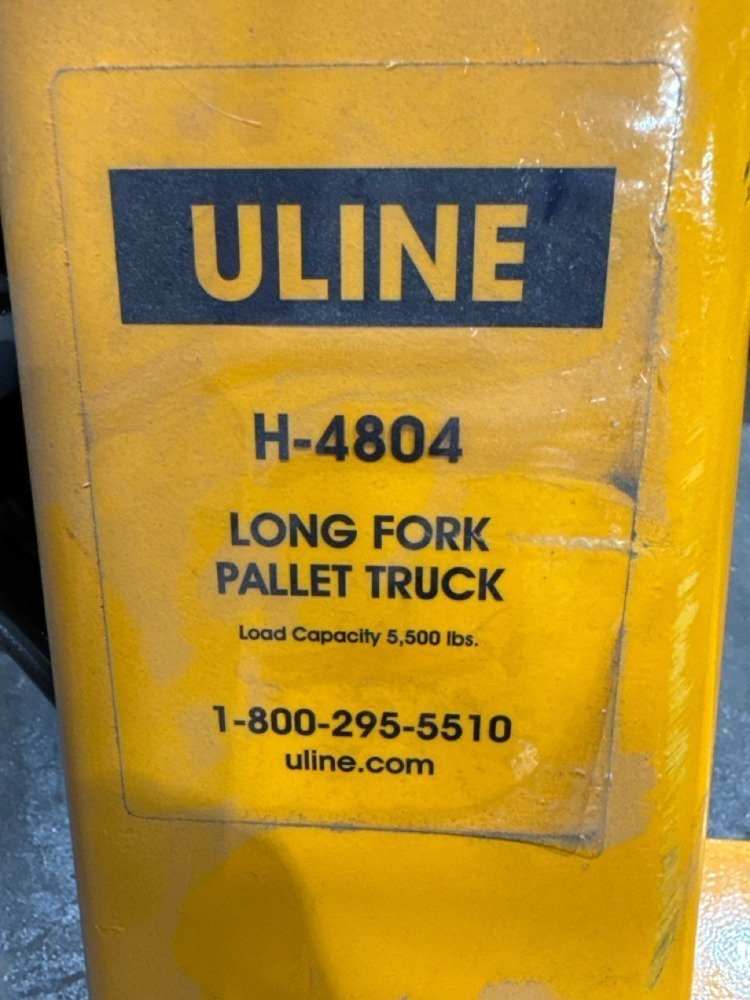 ULINE
H-4804
LONG FORK
PALLET TRUCK
Load Capacity 5,500 lbs.
1-800-295-5510
uline.com